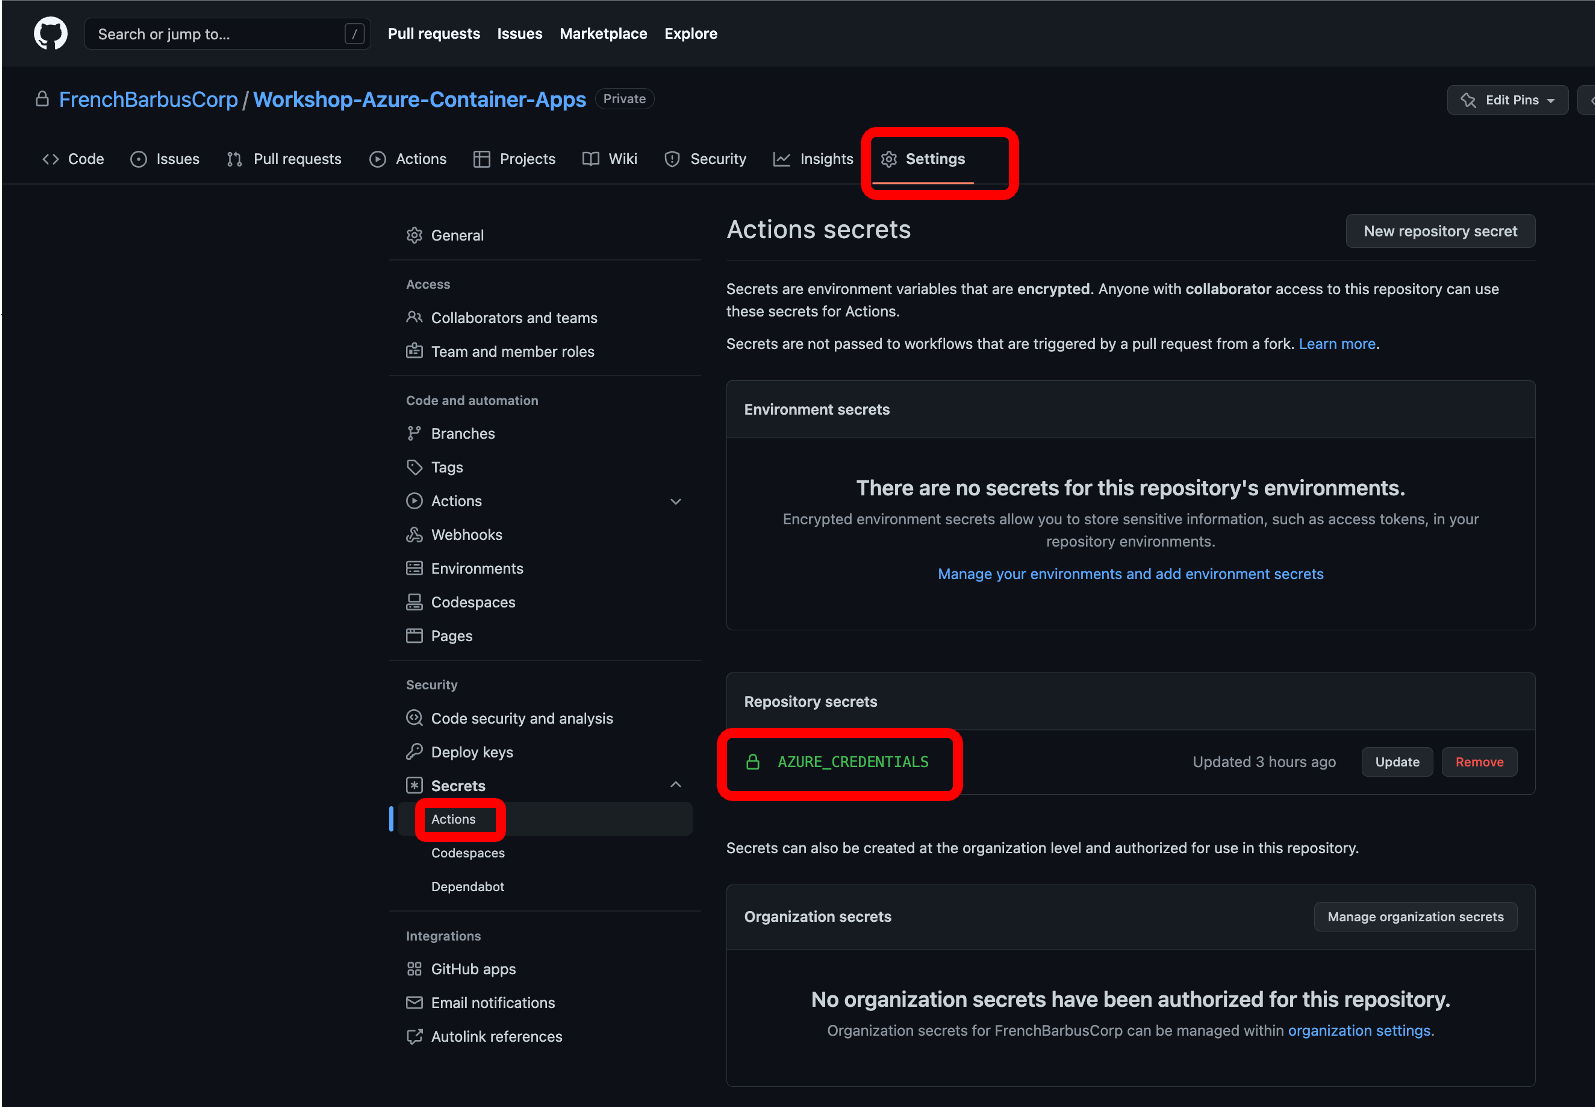 Search or jump to... /
Pull requests Issues Marketplace Explore
FrenchBarbusCorp / Workshop-Azure-Container-Apps Private
Edit Pins
Code Issues Pull requests Actions Projects Wiki Security Insights Settings
General
Access
Collaborators and teams
Team and member roles
Code and automation
Branches
Tags
Actions
Webhooks
Environments
Codespaces
Pages
Security
Code security and analysis
Deploy keys
Secrets
Actions
Codespaces
Dependabot
Integrations
GitHub apps
Email notifications
Autolink references
Actions secrets
New repository secret
Secrets are environment variables that are encrypted. Anyone with collaborator access to this repository can use
these secrets for Actions.
Secrets are not passed to workflows that are triggered by a pull request from a fork. Learn more.
Environment secrets
There are no secrets for this repository's environments.
Encrypted environment secrets allow you to store sensitive information, such as access tokens, in your
repository environments.
Manage your environments and add environment secrets
Repository secrets
AZURE_CREDENTIALS Updated 3 hours ago Update Remove
Secrets can also be created at the organization level and authorized for use in this repository.
Organization secrets Manage organization secrets
No organization secrets have been authorized for this repository.
Organization secrets for FrenchBarbusCorp can be managed within organization settings.